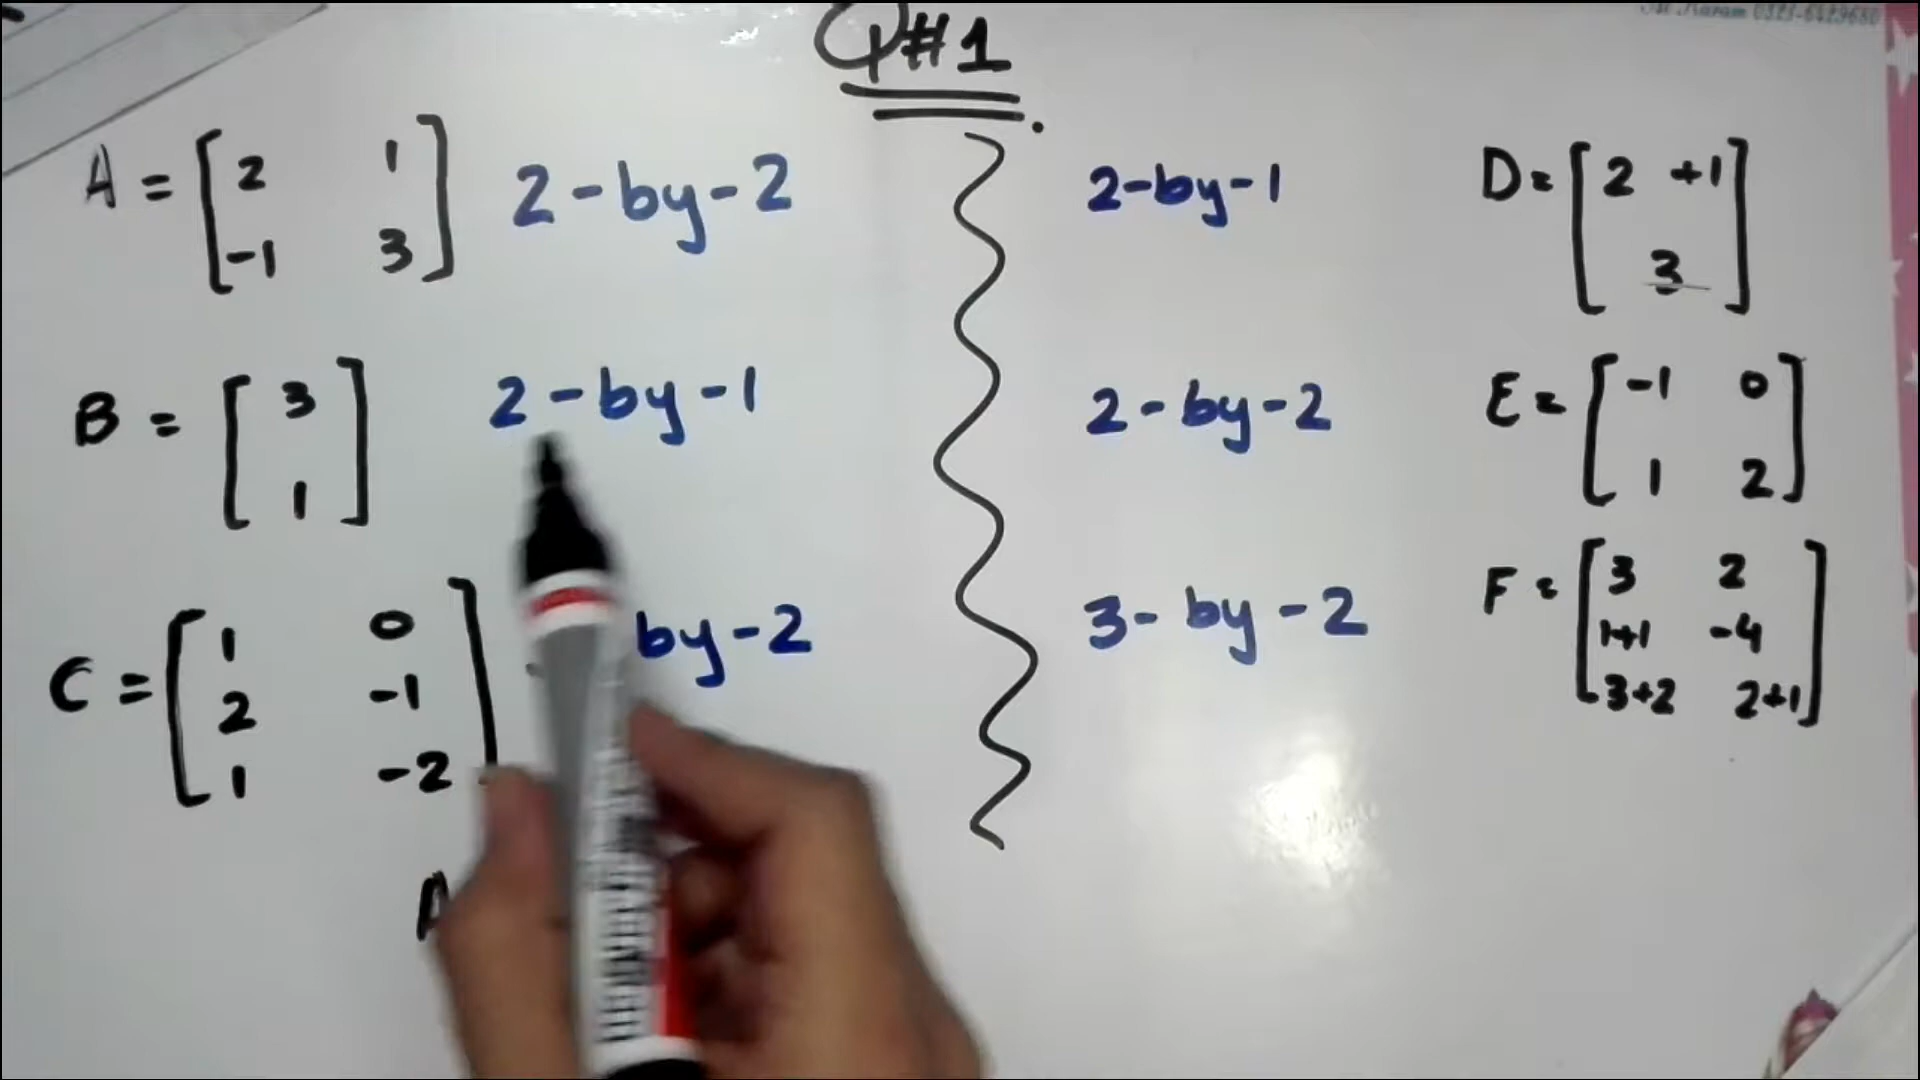 Q#1
A = [2 1
-1 3] 2-by-2
B = [3
1] 2-by-1
C = [1 0
2 -1
1 -2] by-2
A
2-by-1 D= [2 +1
3]
2-by-2 E= [-1 0
1 2]
3-by-2 F= [3 2
1+1 -4
3+2 2+1]